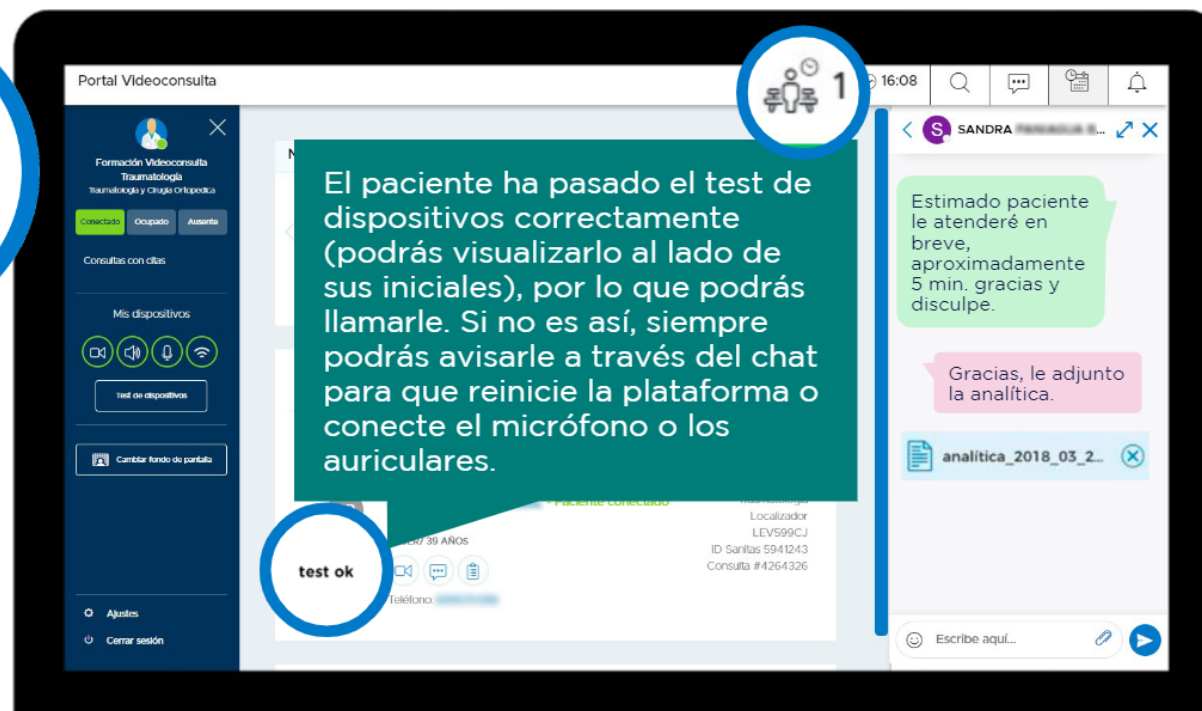 Portal Videoconsulta
1
16:08
Formación Videoconsulta
Traumatología
Traumatología y Cirugía Ortopedica
Conectado Ocupado Ausente
Consultas con citas
Mis dispositivos
Test de dispositivos
Cambiar fondo de pantalla
Ajustes
Cerrar sesión
El paciente ha pasado el test de
dispositivos correctamente
(podrás visualizarlo al lado de
sus iniciales), por lo que podrás
llamarle. Si no es así, siempre
podrás avisarle a través del chat
para que reinicie la plataforma o
conecte el micrófono o los
auriculares.
Paciente conectado
Localizador
LEV599CJ
39 AÑOS
ID Sanitas 5941243
Consulta #4264326
test ok
Teléfono:
S SANDRA
Estimado paciente
le atenderé en
breve,
aproximadamente
5 min. gracias y
disculpe.
Gracias, le adjunto
la analítica.
analítica_2018_03_2...
Escribe aquí...